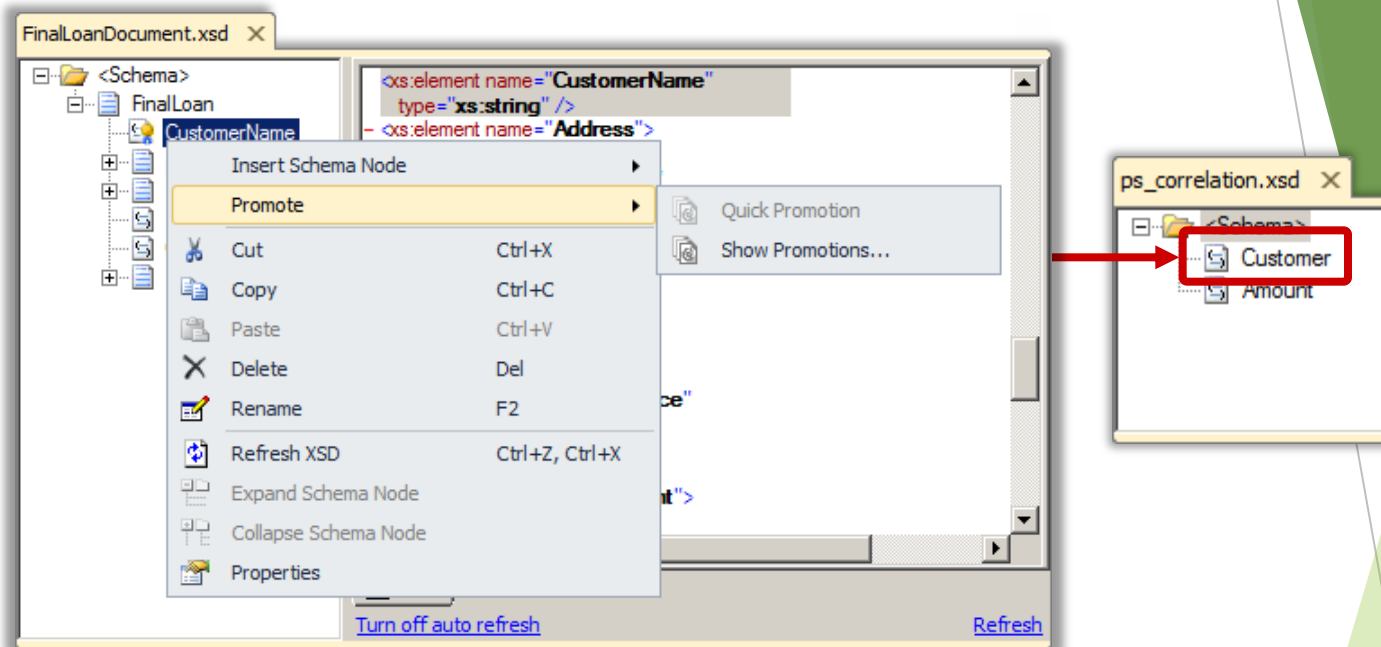 FinalLoanDocument.xsd
<Schema>
FinalLoan
CustomerName
<xs:element name="CustomerName"
type="xs:string" />
- <xs:element name="Address">
Insert Schema Node
Promote
Quick Promotion
Show Promotions...
Cut Ctrl+X
Copy Ctrl+C
Paste Ctrl+V
Delete Del
Rename F2
Refresh XSD Ctrl+Z, Ctrl+X
Expand Schema Node
Collapse Schema Node
Properties
ce"
nt">
Turn off auto refresh Refresh
ps_correlation.xsd
<Schema>
Customer
Amount